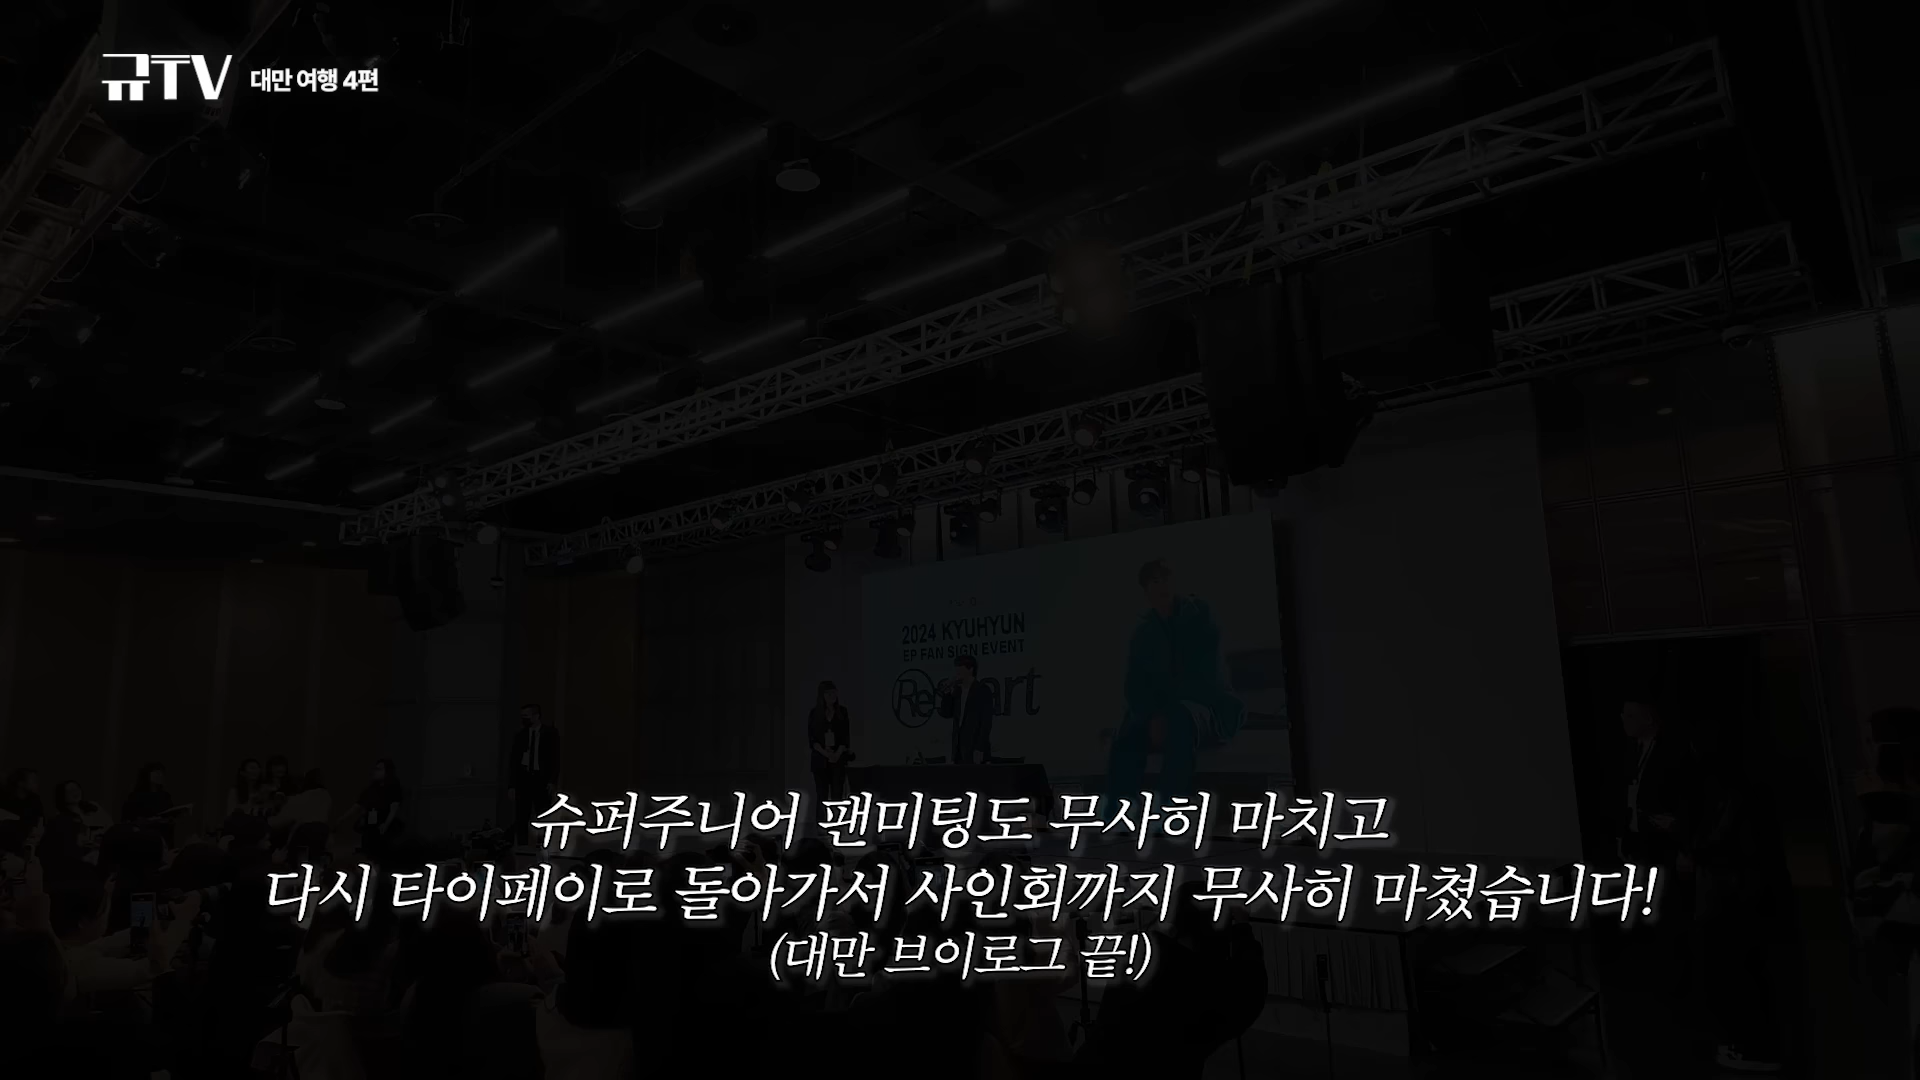 규TV 대만 여행 4편
2024 KYUHYUN
EP FAN SIGN EVENT
슈퍼주니어 팬미팅도 무사히 마치고
다시 타이페이로 돌아가서 사인회까지 무사히 마쳤습니다!
(대만 브이로그 끝!)